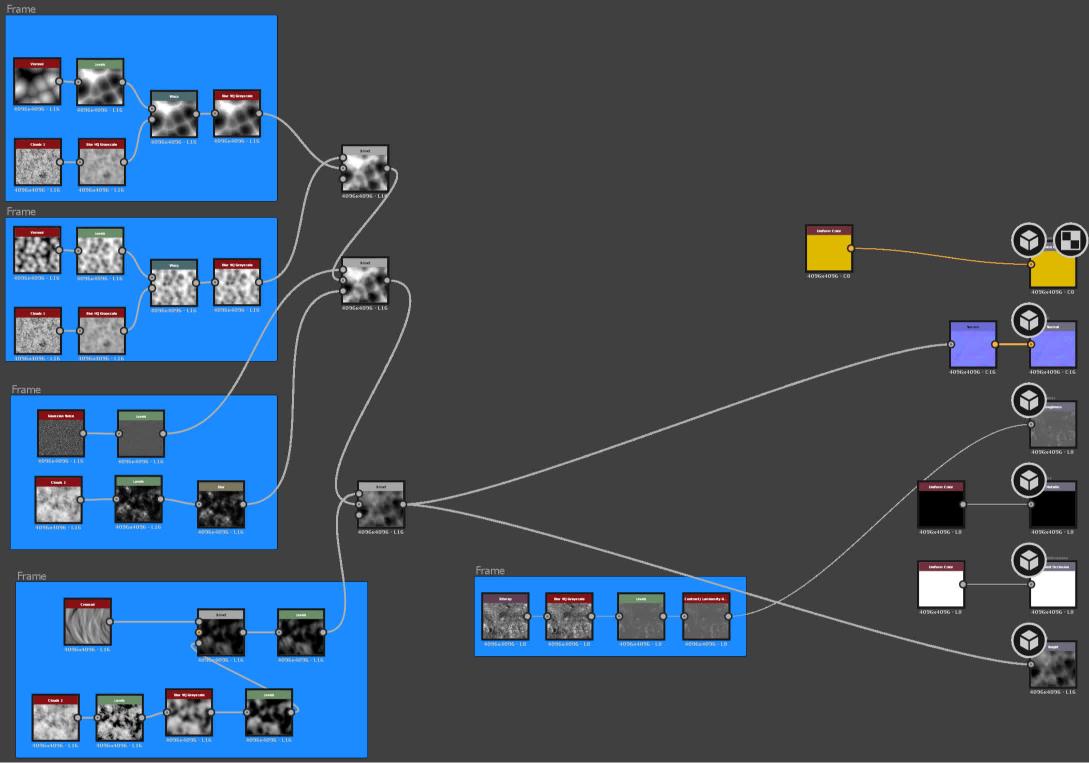 Frame
Voronoi
Levels
4096x4096 - L16
4096x4096 - L16
Warp
Blur HQ Grayscale
4096x4096 - L16
4096x4096 - L16
Clouds 1
Blur HQ Grayscale
4096x4096 - L16
4096x4096 - L16
Blend
4096x4096 - L16
Frame
Voronoi
Levels
4096x4096 - L16
4096x4096 - L16
Warp
Blur HQ Grayscale
4096x4096 - L16
4096x4096 - L16
Clouds 1
Blur HQ Grayscale
4096x4096 - L16
4096x4096 - L16
Blend
4096x4096 - L16
Uniform Color
4096x4096 - C8
4096x4096 - C8
Normal
Normal
4096x4096 - C16
4096x4096 - C16
Frame
Gaussian Noise
Levels
4096x4096 - L16
4096x4096 - L16
Clouds 2
Levels
Blur
4096x4096 - L16
4096x4096 - L16
4096x4096 - L16
Blend
4096x4096 - L16
Roughness
4096x4096 - L8
Uniform Color
Metallic
4096x4096 - L8
4096x4096 - L8
Uniform Color
4096x4096 - L8
4096x4096 - L8
Frame
Creased
Blend
Levels
4096x4096 - L16
4096x4096 - L16
4096x4096 - L16
Clouds 2
Levels
Blur HQ Grayscale
Levels
4096x4096 - L16
4096x4096 - L16
4096x4096 - L16
4096x4096 - L16
Frame
Bitmap
Blur HQ Grayscale
Levels
Contrast/Luminosity G...
4096x4096 - L8
4096x4096 - L8
4096x4096 - L8
4096x4096 - L8
Height
4096x4096 - L16